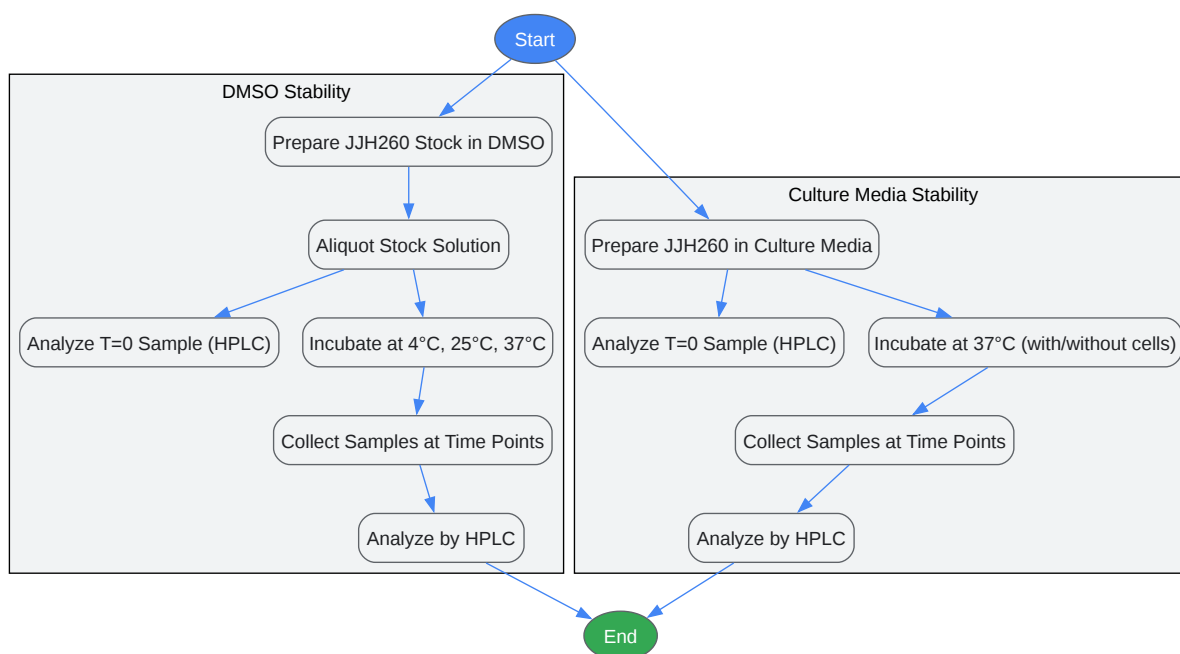 Start
DMSO Stability
Prepare JJH260 Stock in DMSO
Aliquot Stock Solution
Analyze T=0 Sample (HPLC)
Incubate at 4°C, 25°C, 37°C
Collect Samples at Time Points
Analyze by HPLC
Culture Media Stability
Prepare JJH260 in Culture Media
Analyze T=0 Sample (HPLC)
Incubate at 37°C (with/without cells)
Collect Samples at Time Points
Analyze by HPLC
End